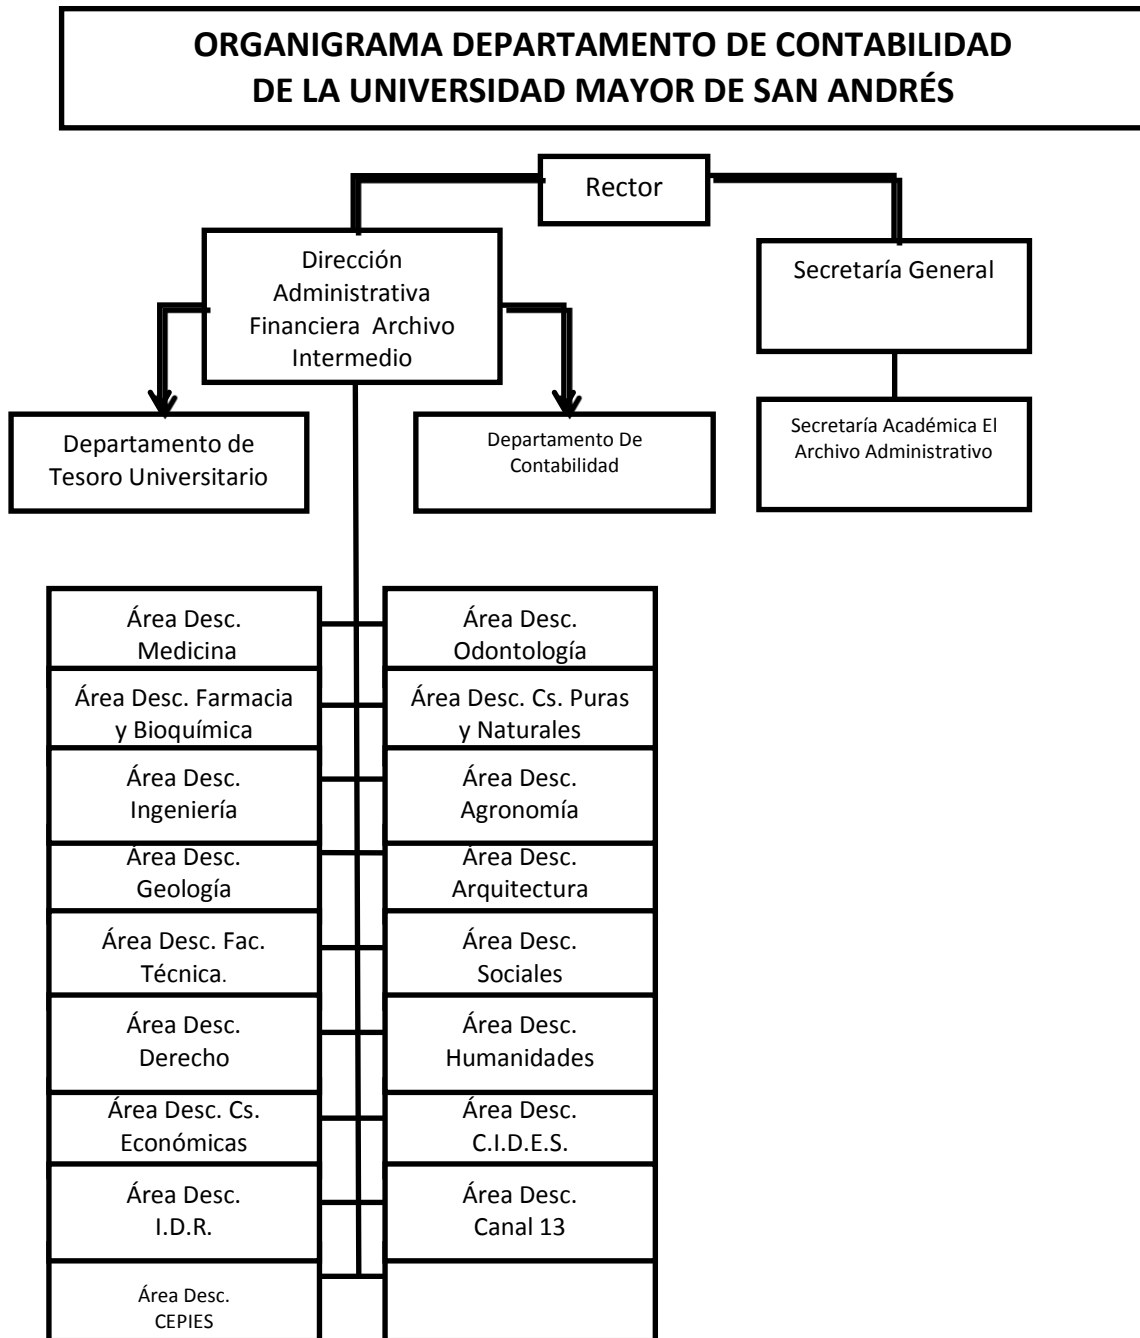 ORGANIGRAMA DEPARTAMENTO DE CONTABILIDAD
DE LA UNIVERSIDAD MAYOR DE SAN ANDRÉS
Rector
Dirección
Administrativa
Financiera Archivo
Intermedio
Secretaría General
Departamento de
Tesoro Universitario
Departamento De
Contabilidad
Secretaría Académica El
Archivo Administrativo
Área Desc.
Medicina
Área Desc.
Odontología
Área Desc. Farmacia
y Bioquímica
Área Desc. Cs. Puras
y Naturales
Área Desc.
Ingeniería
Área Desc.
Agronomía
Área Desc.
Geología
Área Desc.
Arquitectura
Área Desc. Fac.
Técnica.
Área Desc.
Sociales
Área Desc.
Derecho
Área Desc.
Humanidades
Área Desc. Cs.
Económicas
Área Desc.
C.I.D.E.S.
Área Desc.
I.D.R.
Área Desc.
Canal 13
Área Desc.
CEPIES